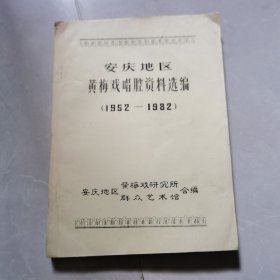 安庆地区
黄梅戏唱腔资料选编
(1952—1982)
安庆地区 黄梅戏研究所 合编
群众艺术馆